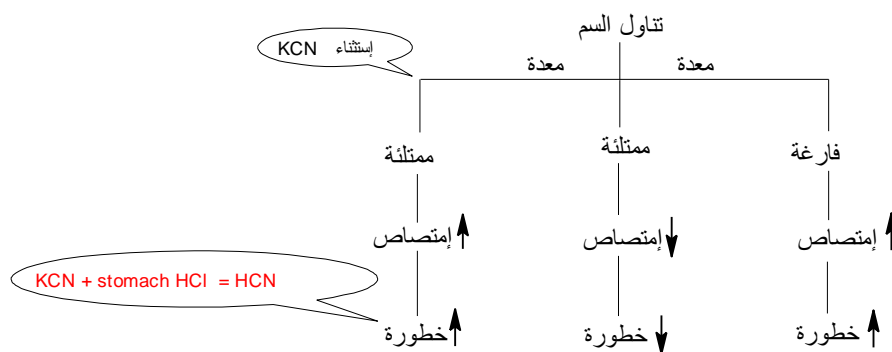 تناول السم
إستثناء KCN
معدة معدة
فارغة ممتلئة ممتلئة
إمتصاص إمتصاص إمتصاص
KCN + stomach HCl = HCN
خطورة خطورة خطورة